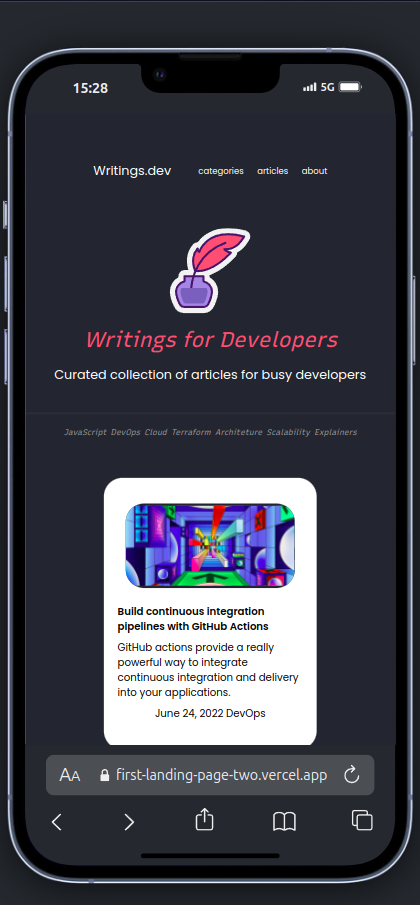 15:28 5G
Writings.dev categories articles about
Writings for Developers
Curated collection of articles for busy developers
JavaScript DevOps Cloud Terraform Architeture Scalability Explainers
Build continuous integration
pipelines with GitHub Actions
GitHub actions provide a really
powerful way to integrate
continuous integration and delivery
into your applications.
June 24, 2022 DevOps
AA first-landing-page-two.vercel.app